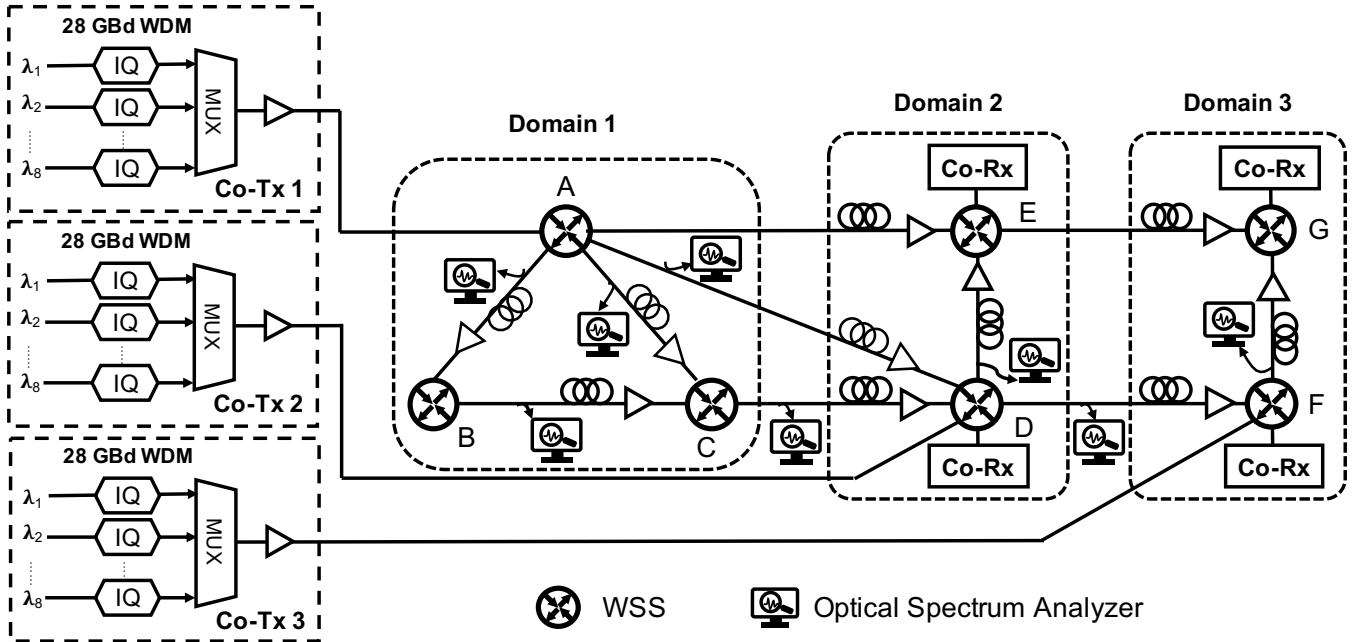 28 GBd WDM
λ1
IQ
λ2
IQ
λ8
IQ
MUX
Co-Tx 1
28 GBd WDM
λ1
IQ
λ2
IQ
λ8
IQ
MUX
Co-Tx 2
28 GBd WDM
λ1
IQ
λ2
IQ
λ8
IQ
MUX
Co-Tx 3
Domain 1
A
B
C
Domain 2
Co-Rx
E
D
Co-Rx
Domain 3
Co-Rx
G
F
Co-Rx
WSS
Optical Spectrum Analyzer